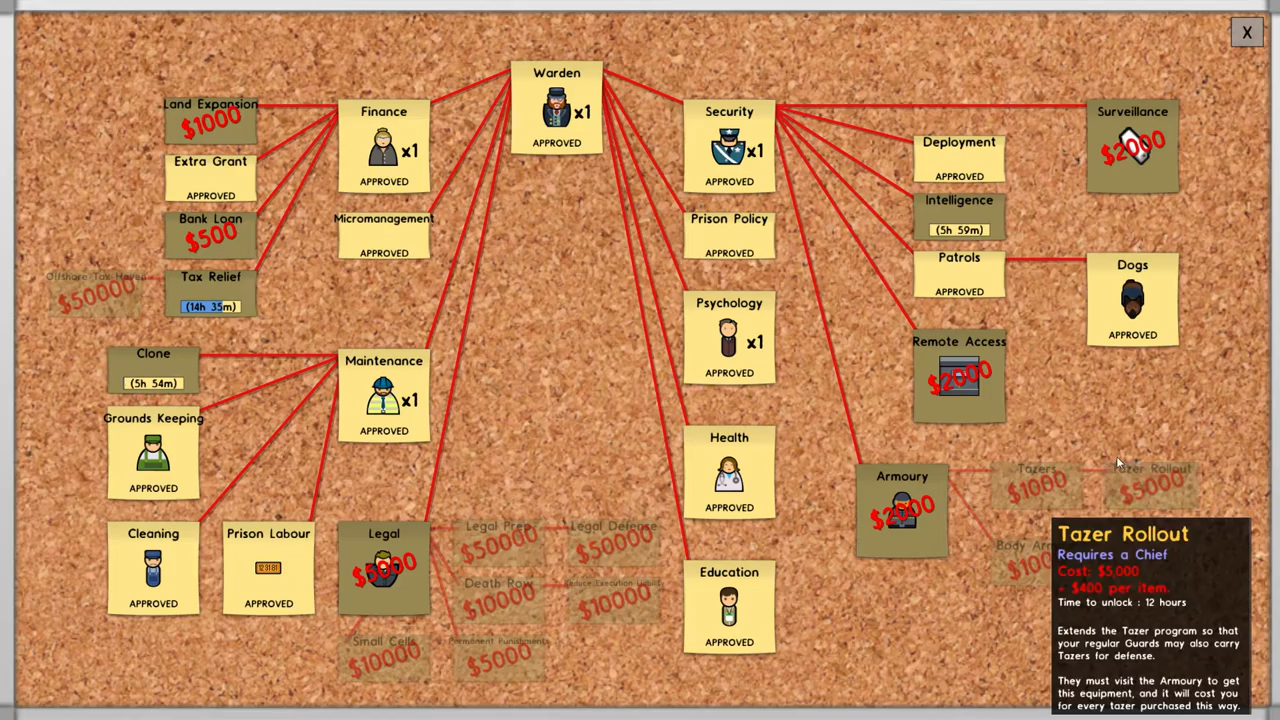 X
Warden
x1
APPROVED
Land Expansion
$1000
Extra Grant
APPROVED
Bank Loan
$500
Offshore Tax Haven
$50000
Tax Relief
(14h 35m)
Finance
x1
APPROVED
Micromanagement
APPROVED
Clone
(5h 54m)
Grounds Keeping
APPROVED
Cleaning
APPROVED
Prison Labour
APPROVED
Maintenance
x1
APPROVED
Legal
$5000
Legal Prep
$50000
Legal Defense
$50000
Death Row
$10000
Reduce Execution Liability
$10000
Small Cells
$10000
Permanent Punishments
$5000
Security
x1
APPROVED
Prison Policy
APPROVED
Psychology
x1
APPROVED
Health
APPROVED
Education
APPROVED
Deployment
APPROVED
Intelligence
(5h 59m)
Patrols
APPROVED
Remote Access
$2000
Surveillance
$2000
Dogs
APPROVED
Armoury
$2000
Tazers
$1000
Tazer Rollout
$5000
Body
Tazer Rollout
Requires a Chief
Cost: $5,000
+ $400 per item.
Time to unlock : 12 hours
Extends the Tazer program so that
your regular Guards may also carry
Tazers for defense.
They must visit the Armoury to get
this equipment, and it will cost you
for every tazer purchased this way.